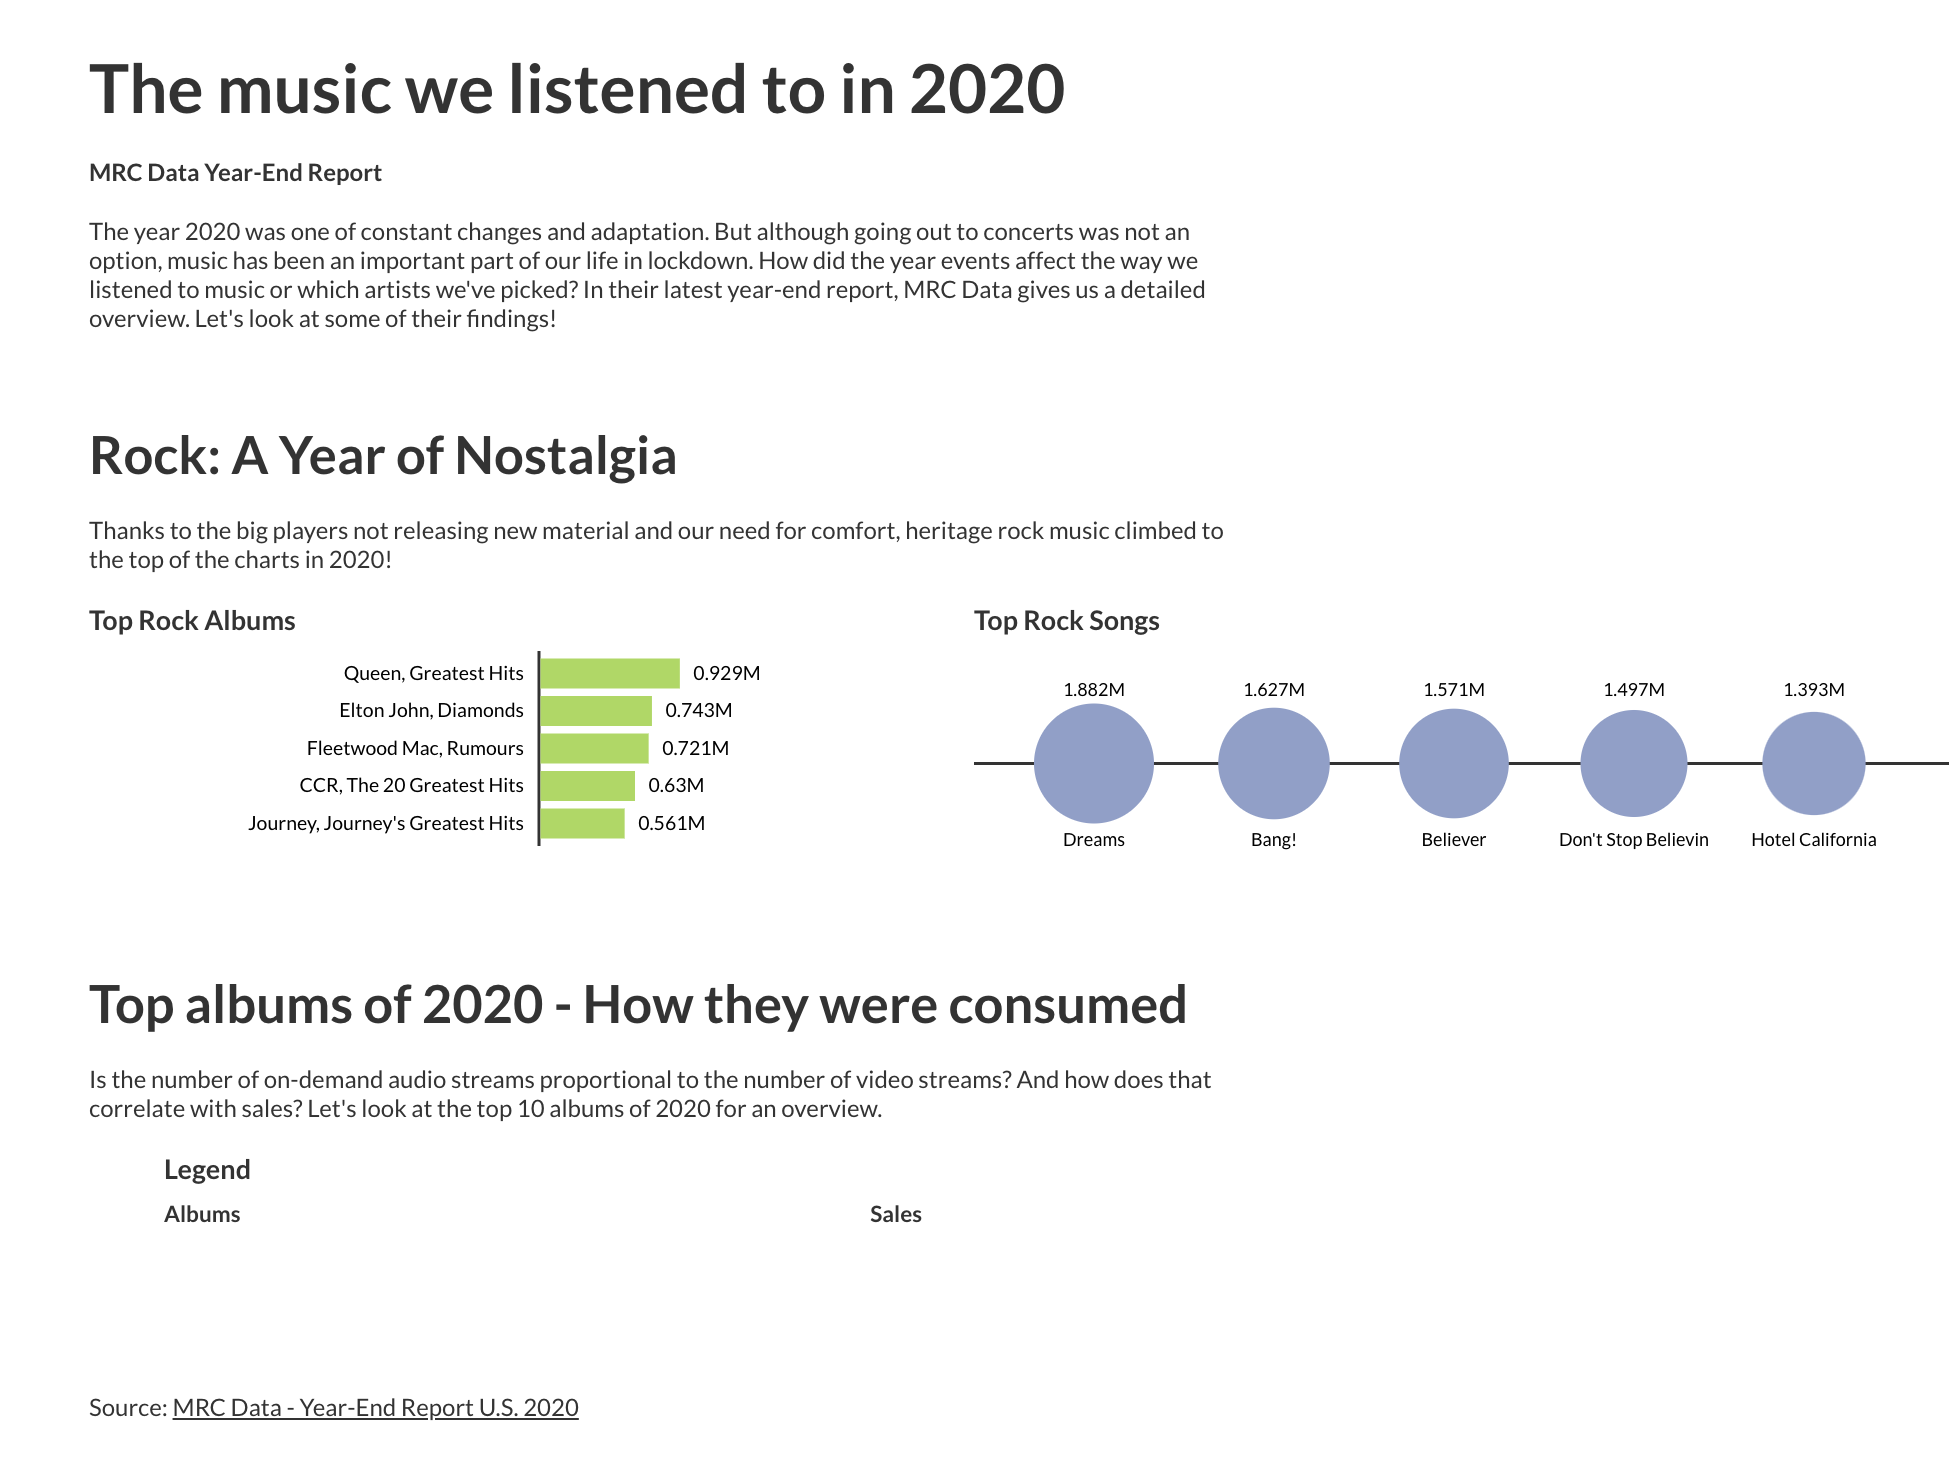 The music we listened to in 2020
MRC Data Year-End Report
The year 2020 was one of constant changes and adaptation. But although going out to concerts was not an
option, music has been an important part of our life in lockdown. How did the year events affect the way we
listened to music or which artists we've picked? In their latest year-end report, MRC Data gives us a detailed
overview. Let's look at some of their findings!
Rock: A Year of Nostalgia
Thanks to the big players not releasing new material and our need for comfort, heritage rock music climbed to
the top of the charts in 2020!
Top Rock Albums
Queen, Greatest Hits 0.929M
Elton John, Diamonds 0.743M
Fleetwood Mac, Rumours 0.721M
CCR, The 20 Greatest Hits 0.63M
Journey, Journey's Greatest Hits 0.561M
Top Rock Songs
1.882M 1.627M 1.571M 1.497M 1.393M
Dreams Bang! Believer Don't Stop Believin Hotel California
Top albums of 2020 - How they were consumed
Is the number of on-demand audio streams proportional to the number of video streams? And how does that
correlate with sales? Let's look at the top 10 albums of 2020 for an overview.
Legend
Albums Sales
Source: MRC Data - Year-End Report U.S. 2020